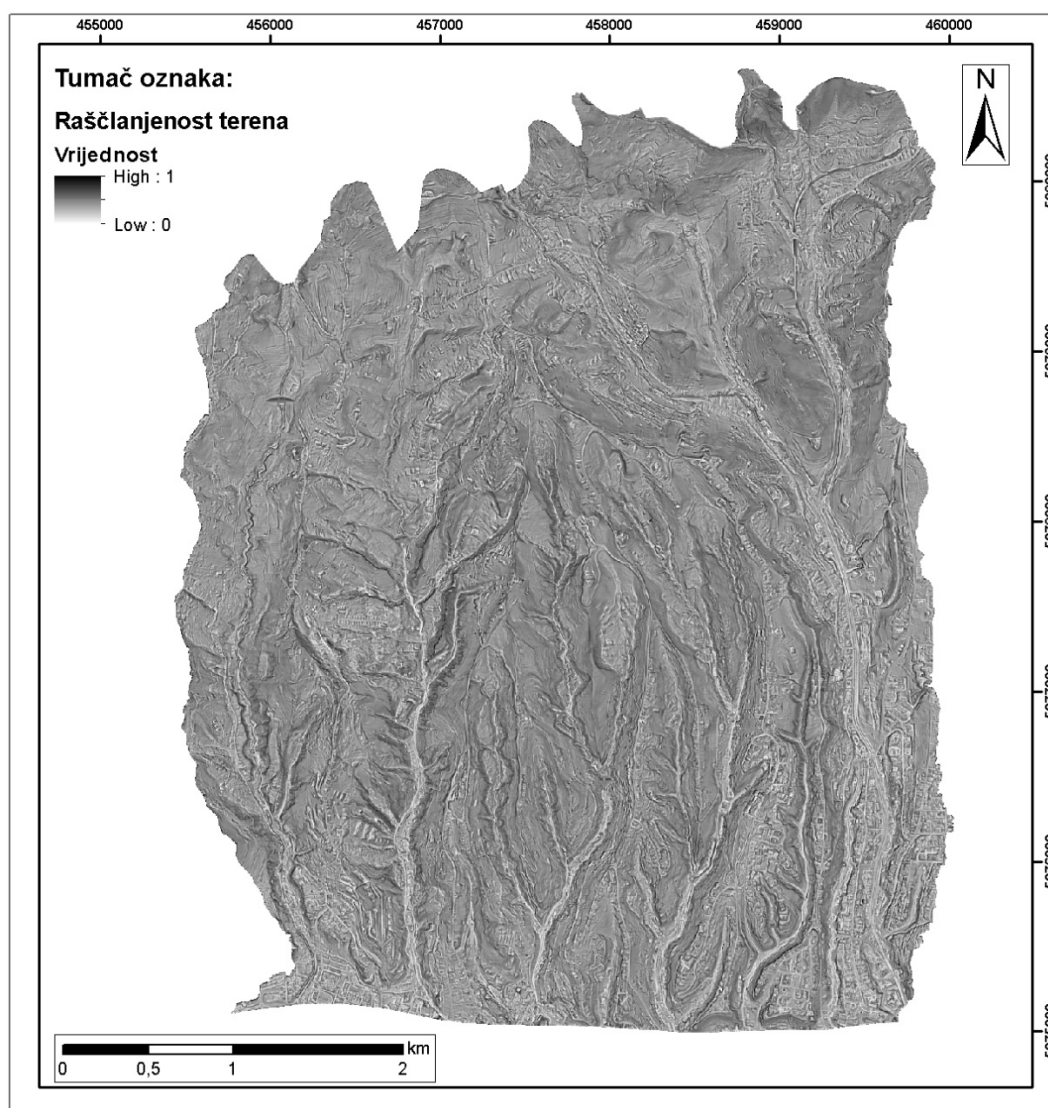 455000 456000 457000 458000 459000 460000
Tumač oznaka:
Raščlanjenost terena
Vrijednost
High : 1
Low : 0
N
km
0 0,5 1 2